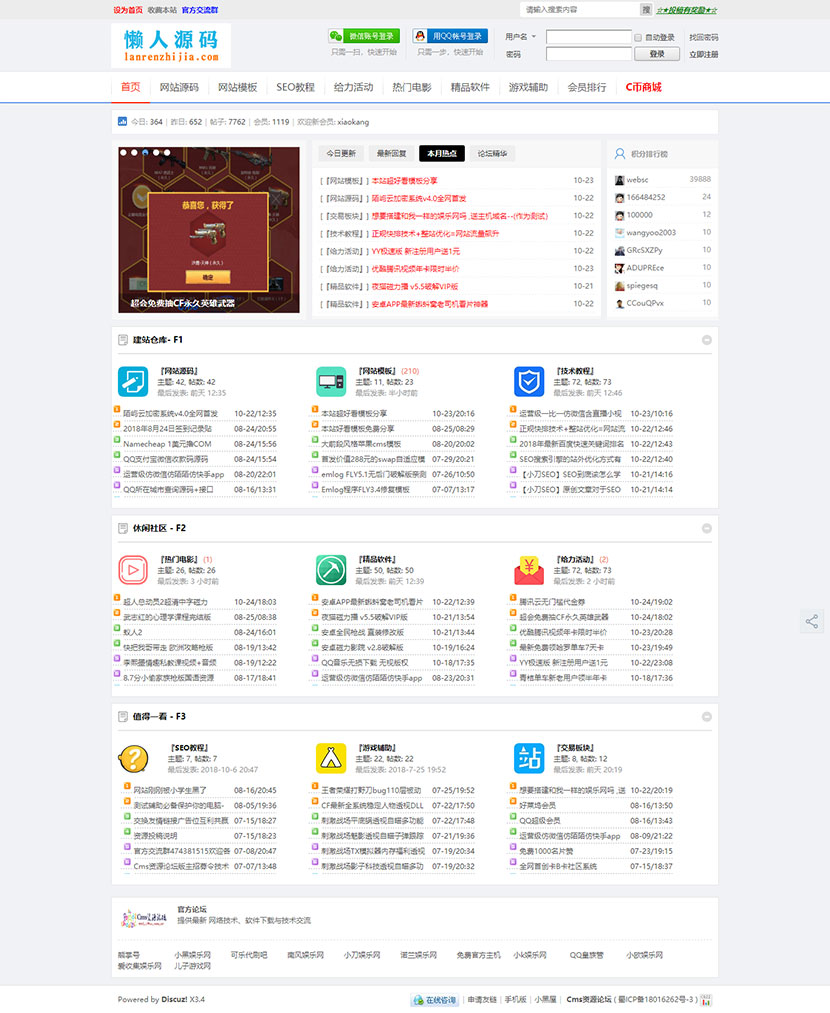 设为首页 收藏本站 官方交流群
请输入搜索内容 搜 ☆★投稿有奖励★☆
懒人源码
lanrenzhijia.com
微信账号登录
只需一扫,快速开始
用QQ帐号登录
只需一步,快速开始
用户名 自动登录 找回密码
密码 登录 立即注册
首页 网站源码 网站模板 SEO教程 给力活动 热门电影 精品软件 游戏辅助 会员排行 C币商城
今日: 364 | 昨日: 652 | 帖子: 7762 | 会员: 1119 | 欢迎新会员: xiaokang
恭喜您,获得了
确定
超会免费抽CF永久英雄武器
今日更新 最新回复 本月热点 论坛精华
[『网站模板』] 本站超好看模板分享 10-23
[『网站源码』] 陌屿云加密系统v4.0全网首发 10-22
[『交易板块』] 想要搭建和我一样的娱乐网吗 ,送主机域名--(作为测试) 10-22
[『技术教程』] 正规快排技术+整站优化=网站流量飙升 10-22
[『给力活动』] YY极速版 新注册用户送1元 10-22
[『给力活动』] 优酷腾讯视频年卡限时半价 10-23
[『精品软件』] 夜猫磁力搜 v5.5破解VIP版 10-21
[『精品软件』] 安卓APP最新蚂蚁窝老司机看片神器 10-22
积分排行榜
websc 39888
166484252 24
100000 12
wangyoo2003 10
GRcSXZPy 10
ADUPREce 10
spiegesq 10
CCouQPvx 10
建站仓库- F1
『网站源码』
主题: 42, 帖数: 42
最后发表: 前天 12:35
陌屿云加密系统v4.0全网首发 10-22/12:35
2018年8月24日签到记录贴 08-24/20:55
Namecheap 1美元撸COM 08-24/15:56
QQ支付宝微信收款码源码 08-24/15:54
运营级仿微信仿陌陌仿快手app 08-20/22:01
QQ所在城市查询源码+接口 08-16/13:31
『网站模板』 (210)
主题: 11, 帖数: 23
最后发表: 半小时前
本站超好看模板分享 10-23/20:16
本站好看模板免费分享 08-25/08:29
大前段风格苹果cms模板 08-20/20:02
首发价值288元的swap自适应模 07-29/20:21
emlog FLY5.1无后门破解版亲测 07-26/10:50
Emlog程序FLY3.4修复模板 07-07/13:17
『技术教程』
主题: 72, 帖数: 73
最后发表: 前天 12:46
运营级一比一仿微信含直播小视 10-23/10:16
正规快排技术+整站优化=网站流 10-22/12:46
2018年最新百度快速关键词排名 10-22/12:43
SEO搜索引擎的站外优化方式有 10-22/12:40
【小刀SEO】SEO到底该怎么学 10-21/14:16
【小刀SEO】原创文章对于SEO 10-21/14:14
休闲社区 - F2
『热门电影』 (1)
主题: 26, 帖数: 26
最后发表: 3 小时前
超人总动员2超清中字磁力 10-24/18:03
武志红的心理学课程完结版 08-25/08:38
蚁人2 08-24/16:01
快把我哥带走 欧洲攻略抢版 08-19/13:42
李熙墨情趣私教课视频+音频 08-19/12:22
8.7分小偷家族抢版国语资源 08-17/18:41
『精品软件』
主题: 50, 帖数: 50
最后发表: 前天 12:39
安卓APP最新蚂蚁窝老司机看片 10-22/12:39
夜猫磁力搜 v5.5破解VIP版 10-21/13:54
安卓全民枪战 直装修改版 10-21/13:44
安卓磁力影院 v2.8破解版 10-19/16:24
QQ音乐无损下载 无视版权 10-18/17:35
运营级仿微信仿陌陌仿快手app 08-23/20:31
『给力活动』 (2)
主题: 72, 帖数: 73
最后发表: 2 小时前
腾讯云无门槛代金券 10-24/19:02
超会免费抽CF永久英雄武器 10-24/18:02
优酷腾讯视频年卡限时半价 10-23/20:28
最新免费领哈罗单车7天卡 10-23/19:49
YY极速版 新注册用户送1元 10-22/23:08
青桔单车新老用户领半年卡 10-18/17:36
值得一看 - F3
『SEO教程』
主题: 7, 帖数: 7
最后发表: 2018-10-6 20:47
网站刚刚被小学生黑了 08-16/20:45
测试辅助必备保护你的电脑- 08-05/19:36
交换友情链接广告位互利共赢 07-15/18:27
资源投稿说明 07-15/18:23
官方交流群474381515欢迎各 07-08/20:47
Cms资源论坛版主招募令技术 07-07/13:48
『游戏辅助』
主题: 22, 帖数: 22
最后发表: 2018-7-25 19:52
王者荣耀打野刀bug110层被动 07-25/19:52
CF最新全系统稳定人物透视DLL 07-22/17:50
刺激战场平底锅透视自瞄多功能 07-22/17:48
刺激战场魅影透视自瞄子弹跟踪 07-21/19:36
刺激战场TX模拟器内存福利透视 07-19/20:34
刺激战场影子科技透视自瞄多功 07-19/20:32
『交易板块』
主题: 8, 帖数: 12
最后发表: 前天 20:19
想要搭建和我一样的娱乐网吗 ,送 10-22/20:19
好莱坞会员 08-16/13:50
QQ超级会员 08-16/13:43
运营级仿微信仿陌陌仿快手app 08-09/21:22
免费1000名片赞 07-23/19:15
全网首创卡B卡社区系统 07-15/18:37
官方论坛
提供最新 网络技术、软件下载与技术交流
熊掌号 小黑娱乐网 可乐代刷吧 南风娱乐网 小刀娱乐网 诺兰娱乐网 免费官方主机 小k娱乐网 QQ皇族馆 小欧娱乐网
爱收集娱乐网 儿子游戏网
Powered by Discuz! X3.4
在线咨询 | 申请友链 | 手机版 | 小黑屋 | Cms资源论坛 ( 蜀ICP备18016262号-3 )